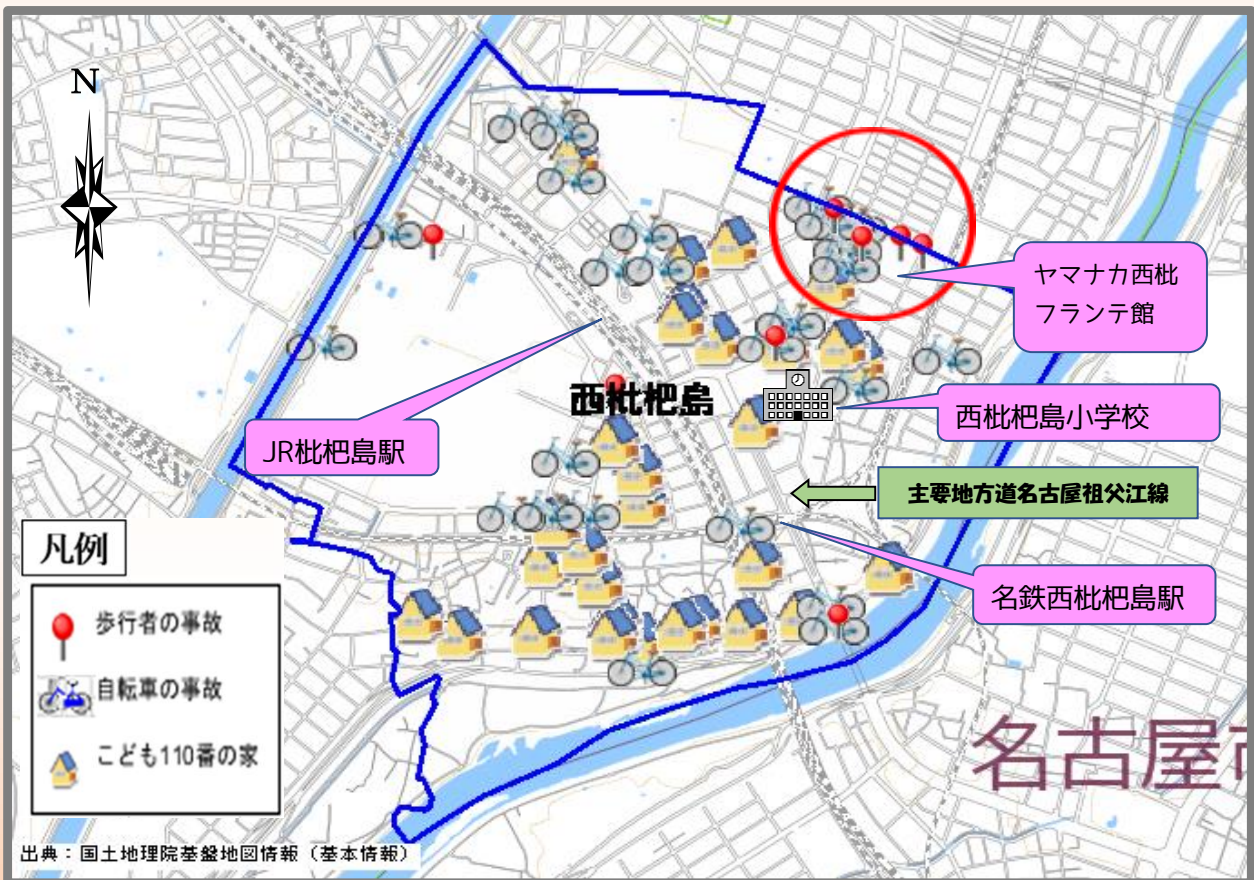 N
ヤマナカ西枇
フランテ館
西枇杷島
西枇杷島小学校
JR枇杷島駅
主要地方道名古屋祖父江線
名鉄西枇杷島駅
凡例
歩行者の事故
自転車の事故
こども110番の家
名古屋市
出典：国土地理院基盤地図情報（基本情報）